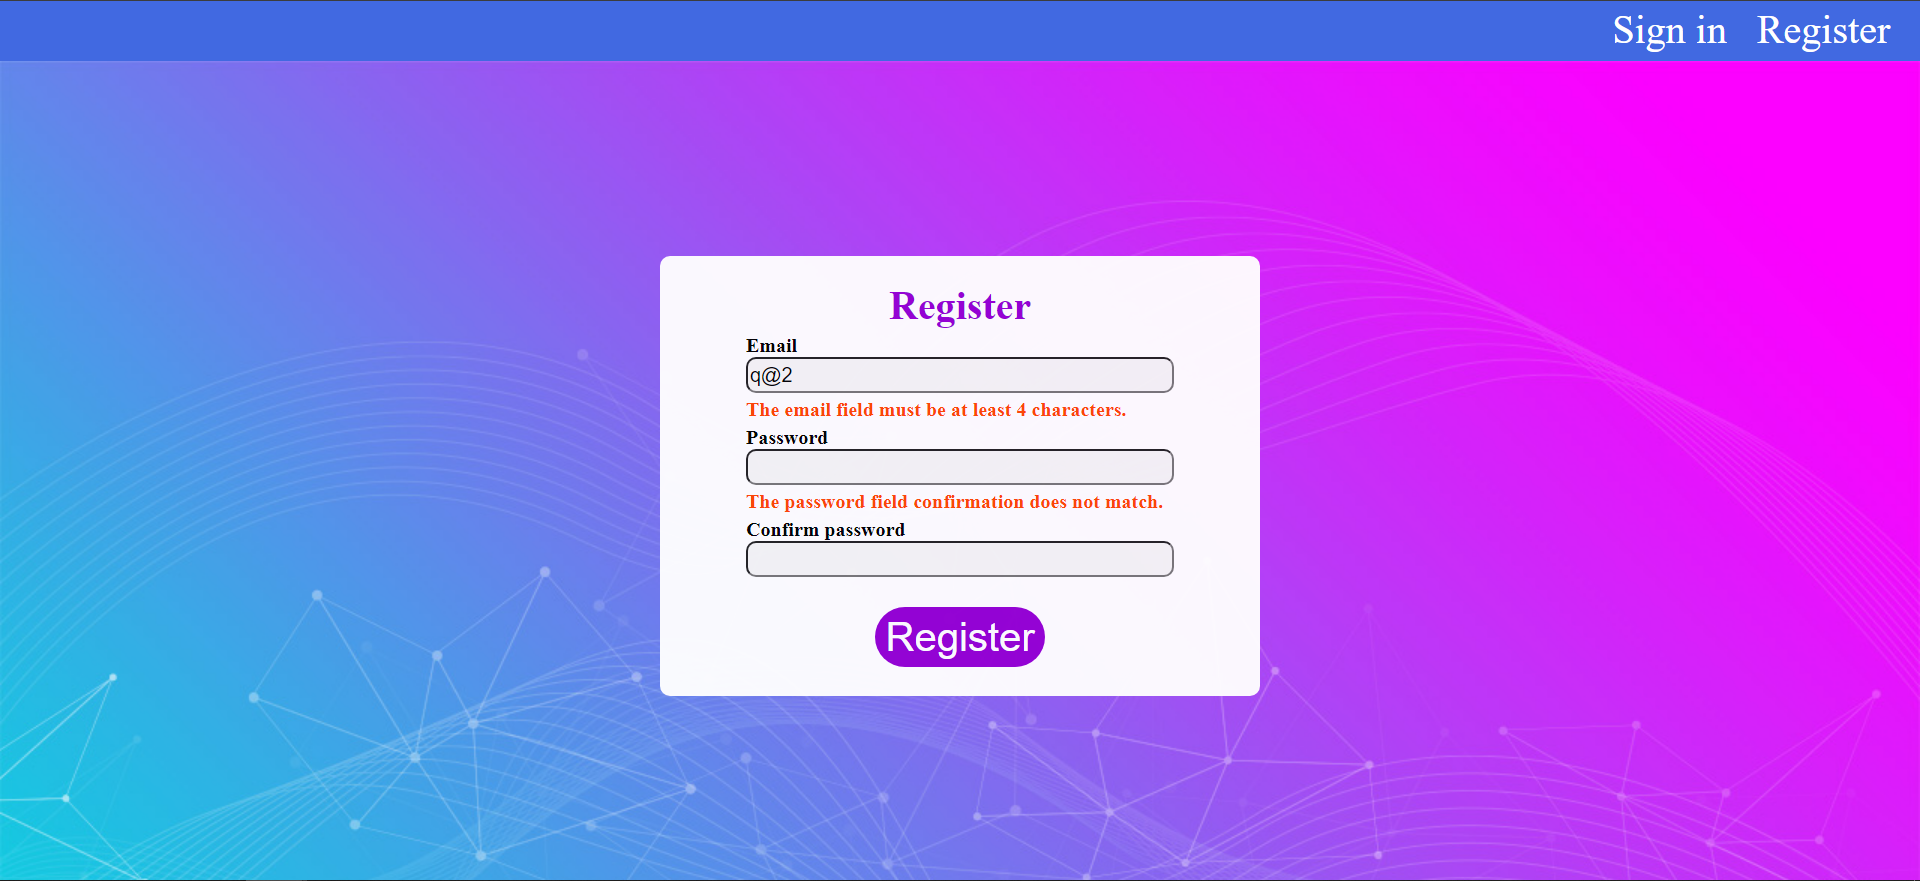 Sign in Register
Register
Email
q@2
The email field must be at least 4 characters.
Password
The password field confirmation does not match.
Confirm password
Register